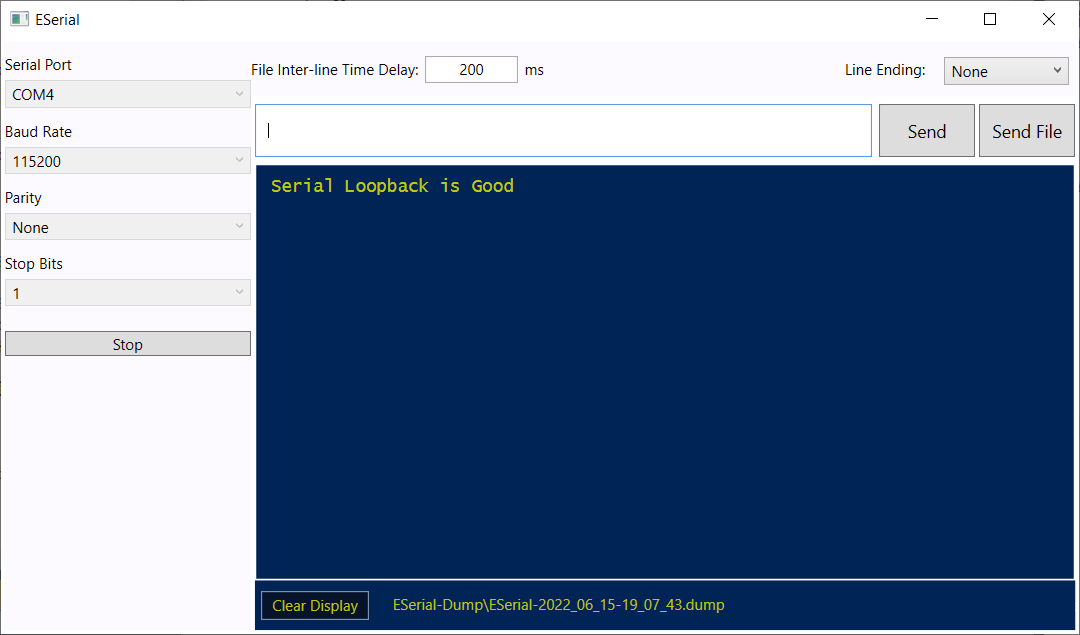 ESerial
Serial Port
COM4
Baud Rate
115200
Parity
None
Stop Bits
1
Stop
File Inter-line Time Delay: 200 ms
Line Ending: None
Send
Send File
Serial Loopback is Good
Clear Display
ESerial-Dump\ESerial-2022_06_15-19_07_43.dump